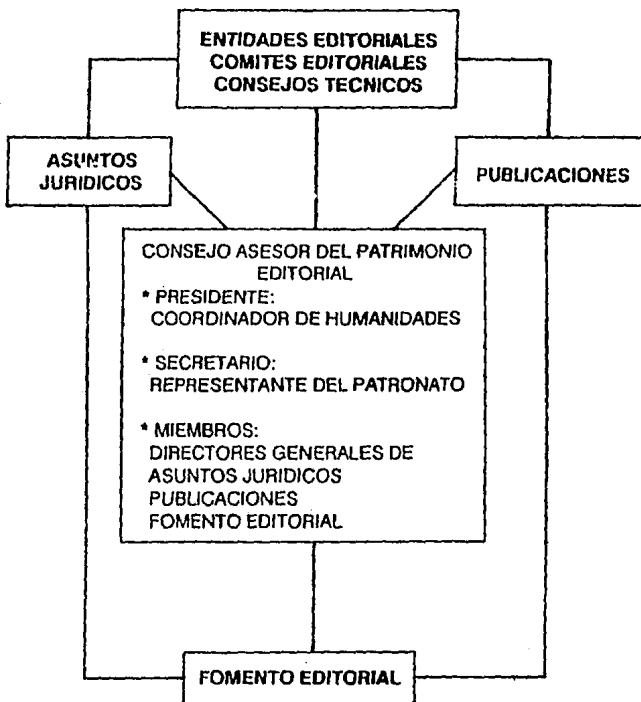 ENTIDADES EDITORIALES
COMITES EDITORIALES
CONSEJOS TECNICOS
ASUNTOS
JURIDICOS
PUBLICACIONES
CONSEJO ASESOR DEL PATRIMONIO
EDITORIAL
* PRESIDENTE:
COORDINADOR DE HUMANIDADES
* SECRETARIO:
REPRESENTANTE DEL PATRONATO
* MIEMBROS:
DIRECTORES GENERALES DE
ASUNTOS JURIDICOS
PUBLICACIONES
FOMENTO EDITORIAL
FOMENTO EDITORIAL